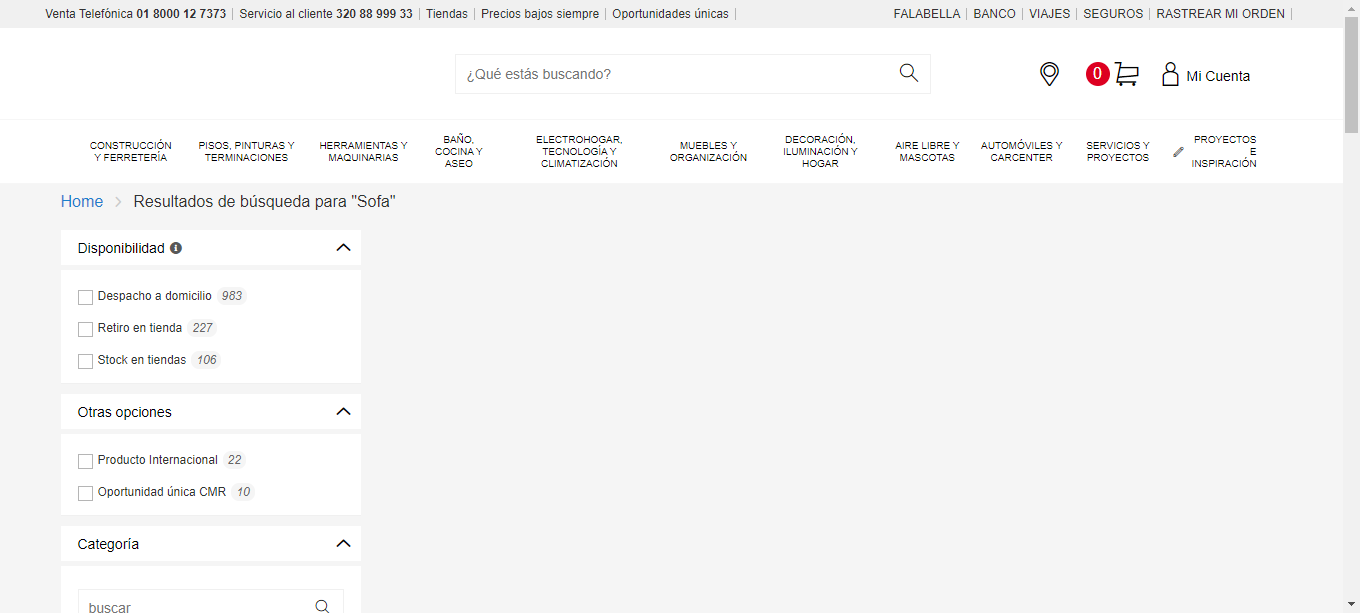 Venta Telefónica 01 8000 12 7373 | Servicio al cliente 320 88 999 33 | Tiendas | Precios bajos siempre | Oportunidades únicas | FALABELLA | BANCO | VIAJES | SEGUROS | RASTREAR MI ORDEN |
¿Qué estás buscando?
0
Mi Cuenta
CONSTRUCCIÓN
Y FERRETERÍA
PISOS, PINTURAS Y
TERMINACIONES
HERRAMIENTAS Y
MAQUINARIAS
BAÑO,
COCINA Y
ASEO
ELECTROHOGAR,
TECNOLOGÍA Y
CLIMATIZACIÓN
MUEBLES Y
ORGANIZACIÓN
DECORACIÓN,
ILUMINACIÓN Y
HOGAR
AIRE LIBRE Y
MASCOTAS
AUTOMÓVILES Y
CARCENTER
SERVICIOS Y
PROYECTOS
PROYECTOS
E
INSPIRACIÓN
Home > Resultados de búsqueda para "Sofa"
Disponibilidad
Despacho a domicilio 983
Retiro en tienda 227
Stock en tiendas 106
Otras opciones
Producto Internacional 22
Oportunidad única CMR 10
Categoría
buscar